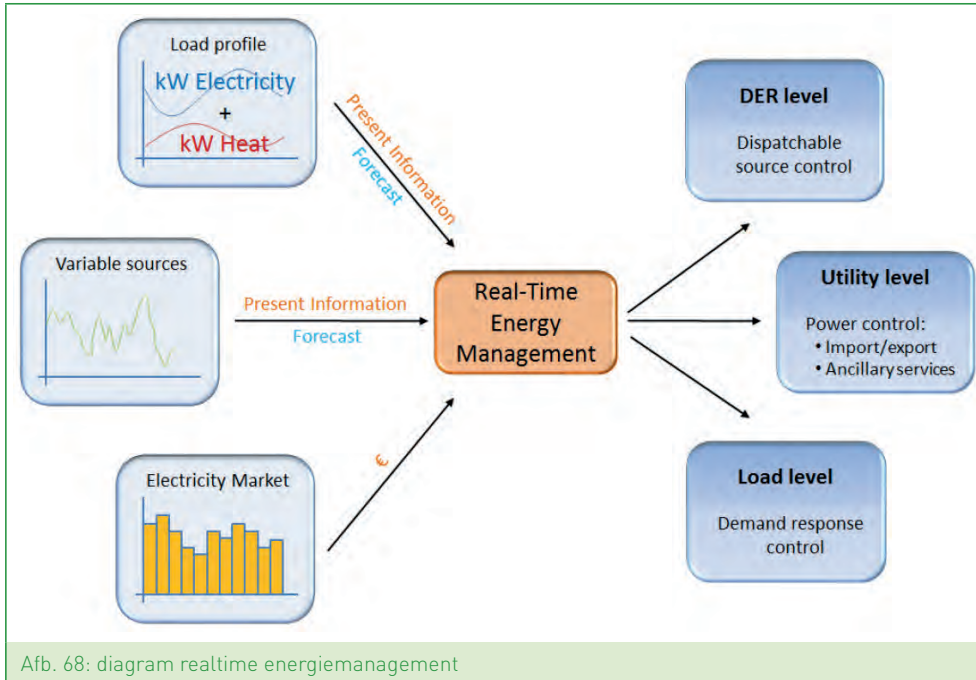 Load profile
kW Electricity
+
kW Heat
Present Information
Forecast
Variable sources
Present Information
Forecast
Electricity Market
€
Real-Time
Energy
Management
DER level
Dispatchable
source control
Utility level
Power control:
• Import/export
• Ancillary services
Load level
Demand response
control
Afb. 68: diagram realtime energiemanagement